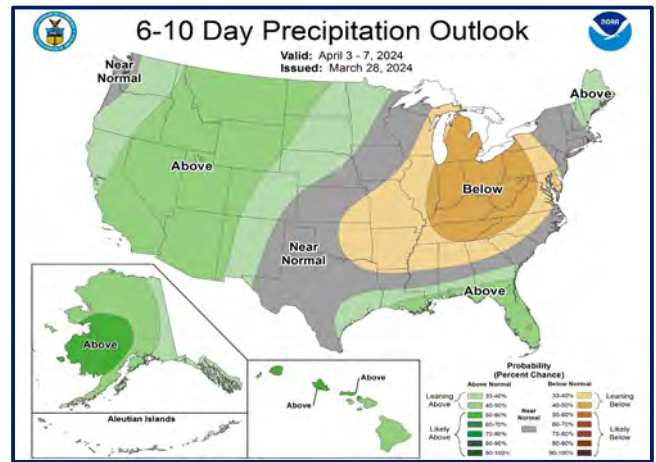 6-10 Day Precipitation Outlook
Valid: April 3 - 7, 2024
Issued: March 28, 2024
NOAA
Near
Normal
Above
Above
Below
Near
Normal
Above
Above
Above
Above
Aleutian Islands
Probability
(Percent Chance)
Above Normal Below Normal
Leaning
Above
33-40%
40-50%
Likely
Above
50-60%
60-70%
70-80%
80-90%
90-100%
Near
Normal
33-40%
40-50%
Leaning
Below
50-60%
60-70%
70-80%
80-90%
90-100%
Likely
Below